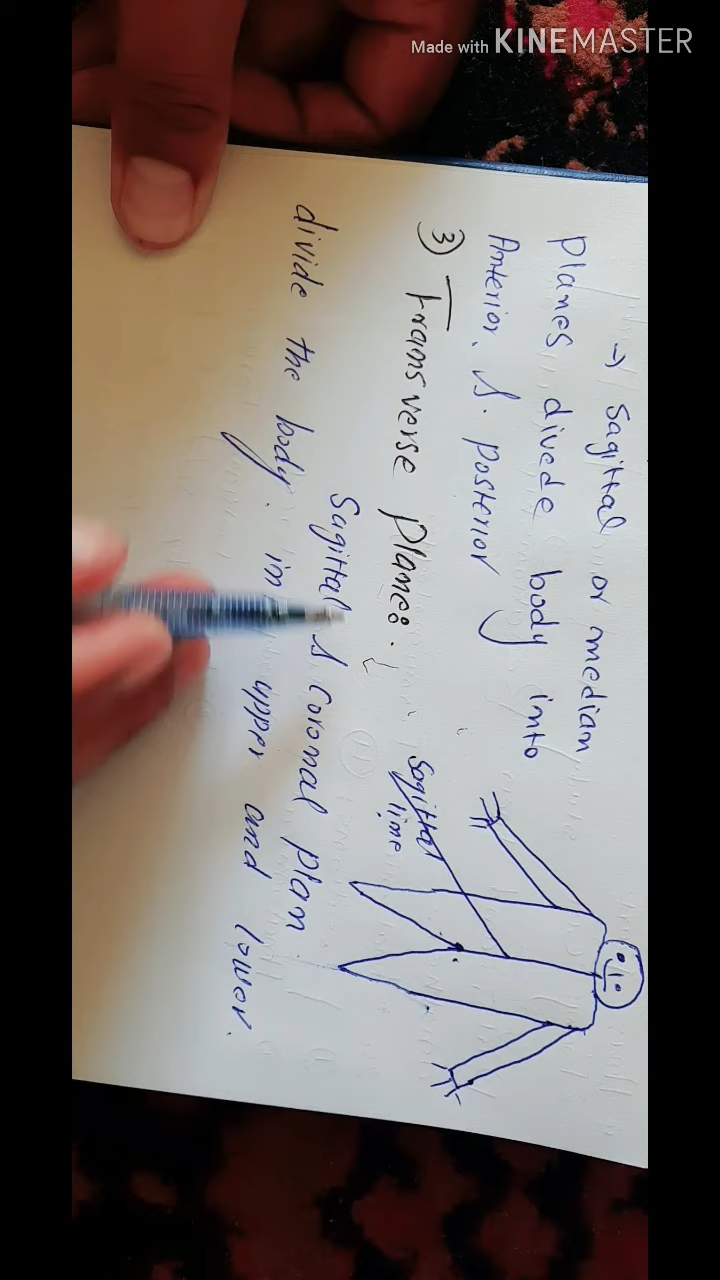 Made with KINEMASTER
→ sagittal or median
planes divede body into
Anterior & posterior
③ Transverse plane:
Sagittal & Coronal plan
divide the body in upper and lower.
Sagittal
line